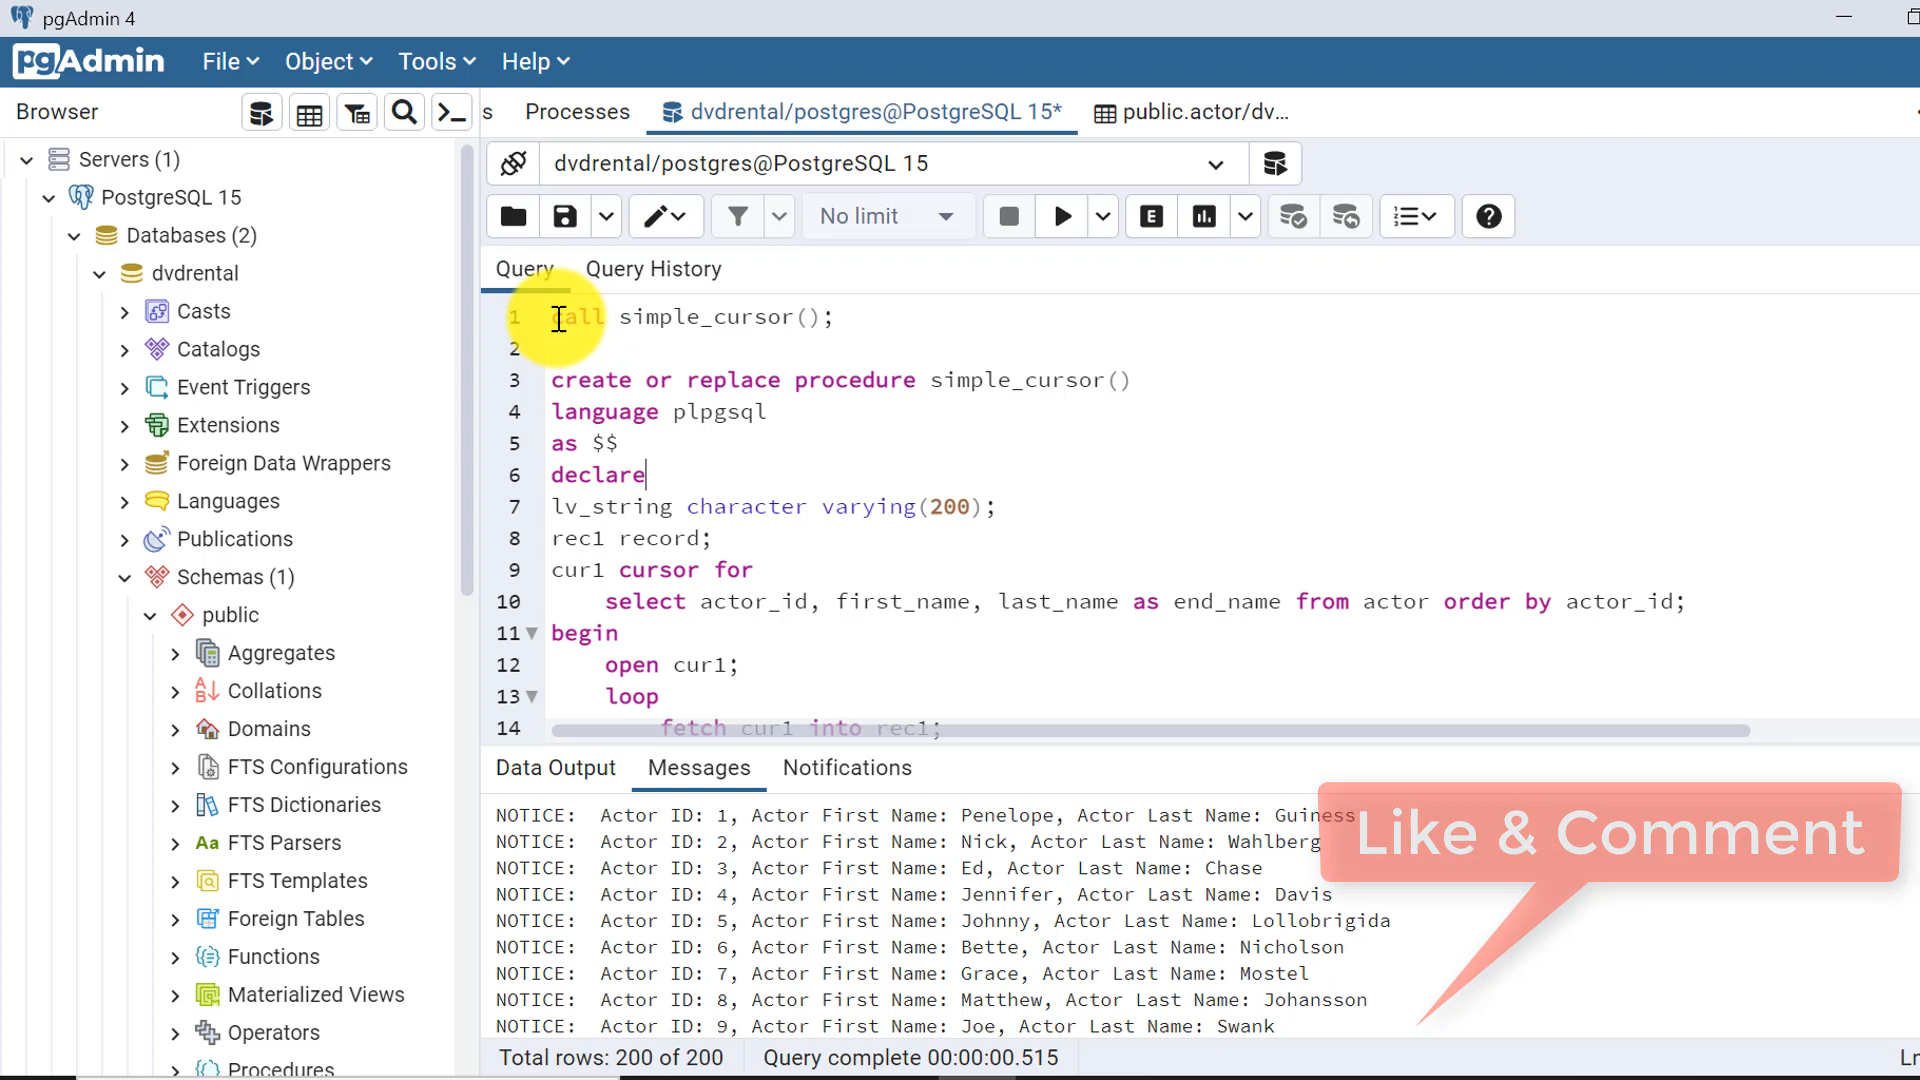 pgAdmin 4
pgAdmin File Object Tools Help
Browser
s Processes dvdrental/postgres@PostgreSQL 15* public.actor/dv...
Servers (1)
PostgreSQL 15
Databases (2)
dvdrental
Casts
Catalogs
Event Triggers
Extensions
Foreign Data Wrappers
Languages
Publications
Schemas (1)
public
Aggregates
Collations
Domains
FTS Configurations
FTS Dictionaries
Aa FTS Parsers
FTS Templates
Foreign Tables
Functions
Materialized Views
Operators
Procedures
dvdrental/postgres@PostgreSQL 15
No limit E
Query Query History
1 call simple_cursor();
2
3 create or replace procedure simple_cursor()
4 language plpgsql
5 as $$
6 declare
7 lv_string character varying(200);
8 rec1 record;
9 cur1 cursor for
10 select actor_id, first_name, last_name as end_name from actor order by actor_id;
11 begin
12 open cur1;
13 loop
14 fetch cur1 into rec1;
Data Output Messages Notifications
NOTICE: Actor ID: 1, Actor First Name: Penelope, Actor Last Name: Guiness
NOTICE: Actor ID: 2, Actor First Name: Nick, Actor Last Name: Wahlberg
NOTICE: Actor ID: 3, Actor First Name: Ed, Actor Last Name: Chase
NOTICE: Actor ID: 4, Actor First Name: Jennifer, Actor Last Name: Davis
NOTICE: Actor ID: 5, Actor First Name: Johnny, Actor Last Name: Lollobrigida
NOTICE: Actor ID: 6, Actor First Name: Bette, Actor Last Name: Nicholson
NOTICE: Actor ID: 7, Actor First Name: Grace, Actor Last Name: Mostel
NOTICE: Actor ID: 8, Actor First Name: Matthew, Actor Last Name: Johansson
NOTICE: Actor ID: 9, Actor First Name: Joe, Actor Last Name: Swank
Like & Comment
Total rows: 200 of 200 Query complete 00:00:00.515
Ln